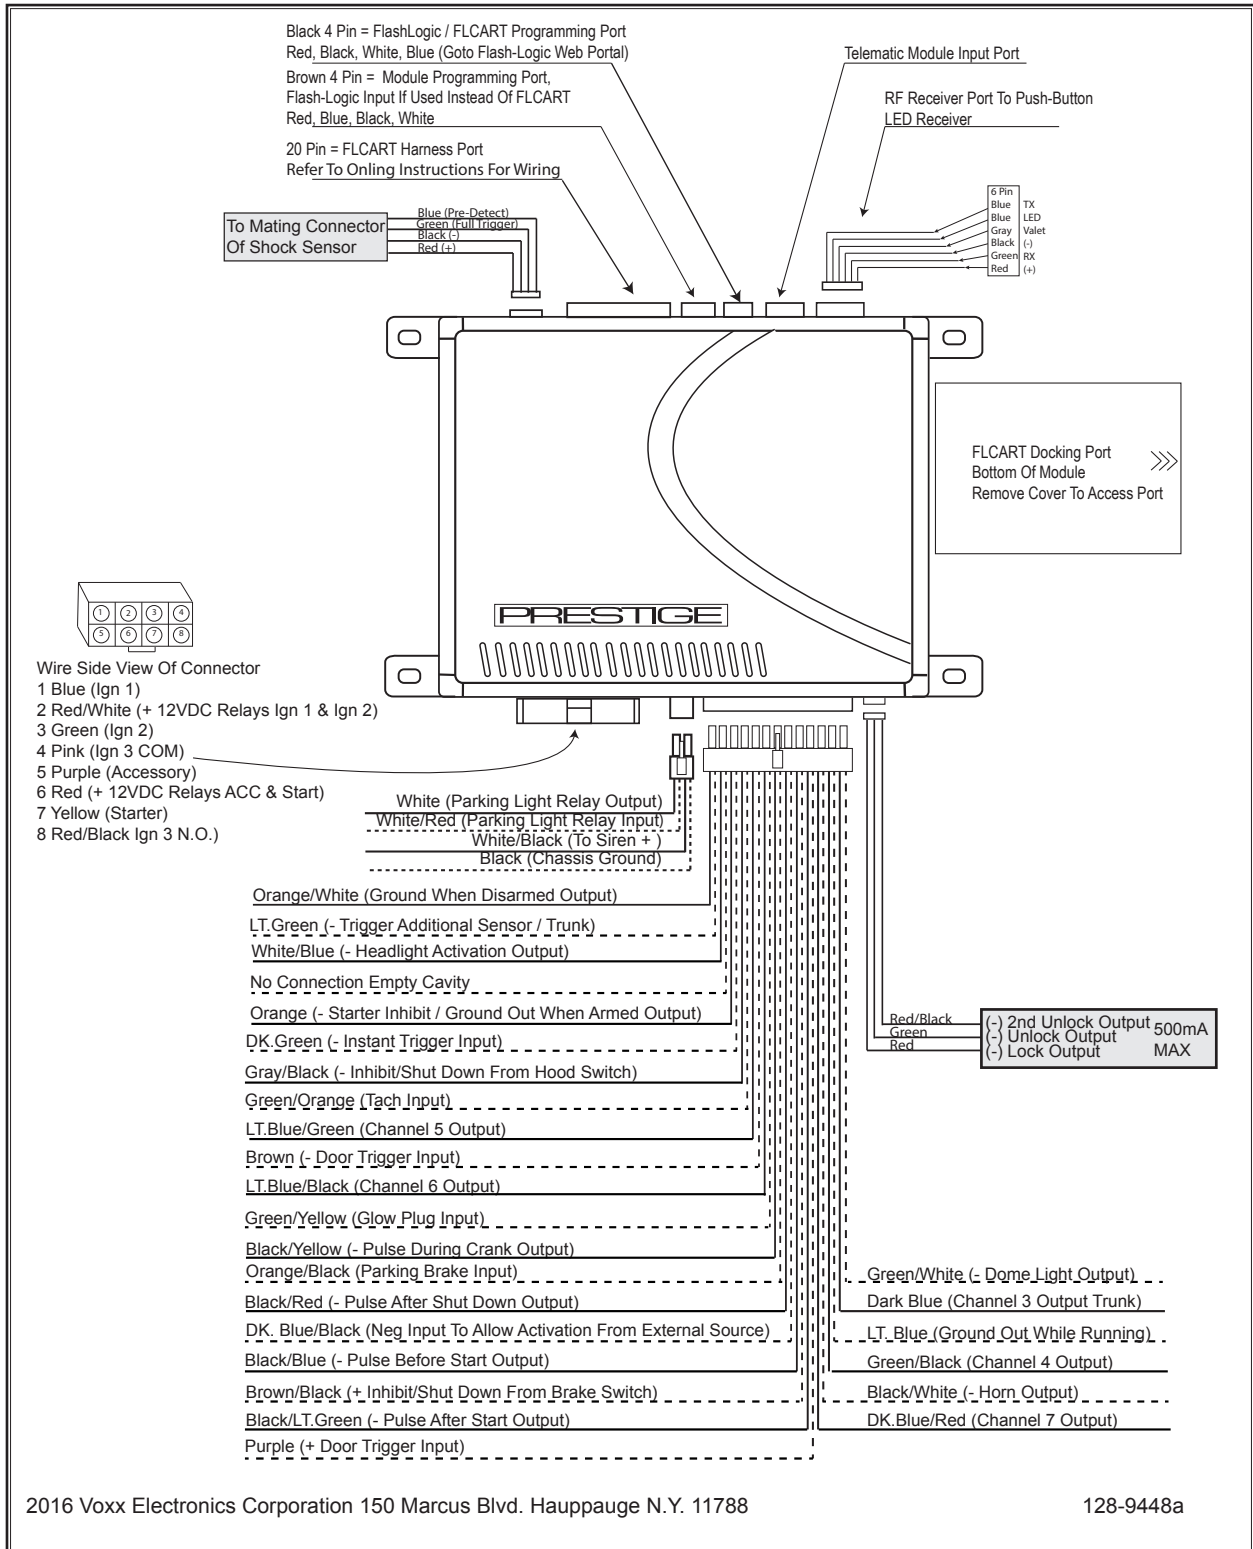 Black 4 Pin = FlashLogic / FLCART Programming Port
Red, Black, White, Blue (Goto Flash-Logic Web Portal)
Brown 4 Pin = Module Programming Port,
Flash-Logic Input If Used Instead Of FLCART
Red, Blue, Black, White
20 Pin = FLCART Harness Port
Refer To Onling Instructions For Wiring
Telematic Module Input Port
RF Receiver Port To Push-Button
LED Receiver
6 Pin
Blue TX
Blue LED
Gray Valet
Black (-)
Green RX
Red (+)
To Mating Connector
Of Shock Sensor
Blue (Pre-Detect)
Green (Full Trigger)
Black (-)
Red (+)
FLCART Docking Port
Bottom Of Module
Remove Cover To Access Port
PRESTIGE
1 2 3 4
5 6 7 8
Wire Side View Of Connector
1 Blue (Ign 1)
2 Red/White (+ 12VDC Relays Ign 1 & Ign 2)
3 Green (Ign 2)
4 Pink (Ign 3 COM)
5 Purple (Accessory)
6 Red (+ 12VDC Relays ACC & Start)
7 Yellow (Starter)
8 Red/Black Ign 3 N.O.)
White (Parking Light Relay Output)
White/Red (Parking Light Relay Input)
White/Black (To Siren + )
Black (Chassis Ground)
Orange/White (Ground When Disarmed Output)
LT.Green (- Trigger Additional Sensor / Trunk)
White/Blue (- Headlight Activation Output)
No Connection Empty Cavity
Orange (- Starter Inhibit / Ground Out When Armed Output)
DK.Green (- Instant Trigger Input)
Gray/Black (- Inhibit/Shut Down From Hood Switch)
Green/Orange (Tach Input)
LT.Blue/Green (Channel 5 Output)
Brown (- Door Trigger Input)
LT.Blue/Black (Channel 6 Output)
Green/Yellow (Glow Plug Input)
Black/Yellow (- Pulse During Crank Output)
Orange/Black (Parking Brake Input)
Black/Red (- Pulse After Shut Down Output)
DK. Blue/Black (Neg Input To Allow Activation From External Source)
Black/Blue (- Pulse Before Start Output)
Brown/Black (+ Inhibit/Shut Down From Brake Switch)
Black/LT.Green (- Pulse After Start Output)
Purple (+ Door Trigger Input)
Red/Black
Green
Red
(-) 2nd Unlock Output
(-) Unlock Output
(-) Lock Output
500mA
MAX
Green/White (- Dome Light Output)
Dark Blue (Channel 3 Output Trunk)
LT. Blue (Ground Out While Running)
Green/Black (Channel 4 Output)
Black/White (- Horn Output)
DK.Blue/Red (Channel 7 Output)
2016 Voxx Electronics Corporation 150 Marcus Blvd. Hauppauge N.Y. 11788
128-9448a